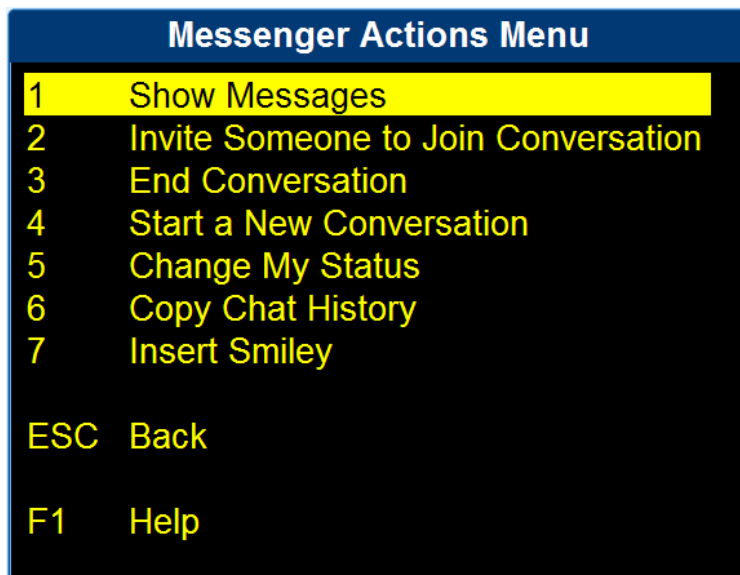 Messenger Actions Menu
1 Show Messages
2 Invite Someone to Join Conversation
3 End Conversation
4 Start a New Conversation
5 Change My Status
6 Copy Chat History
7 Insert Smiley
ESC Back
F1 Help